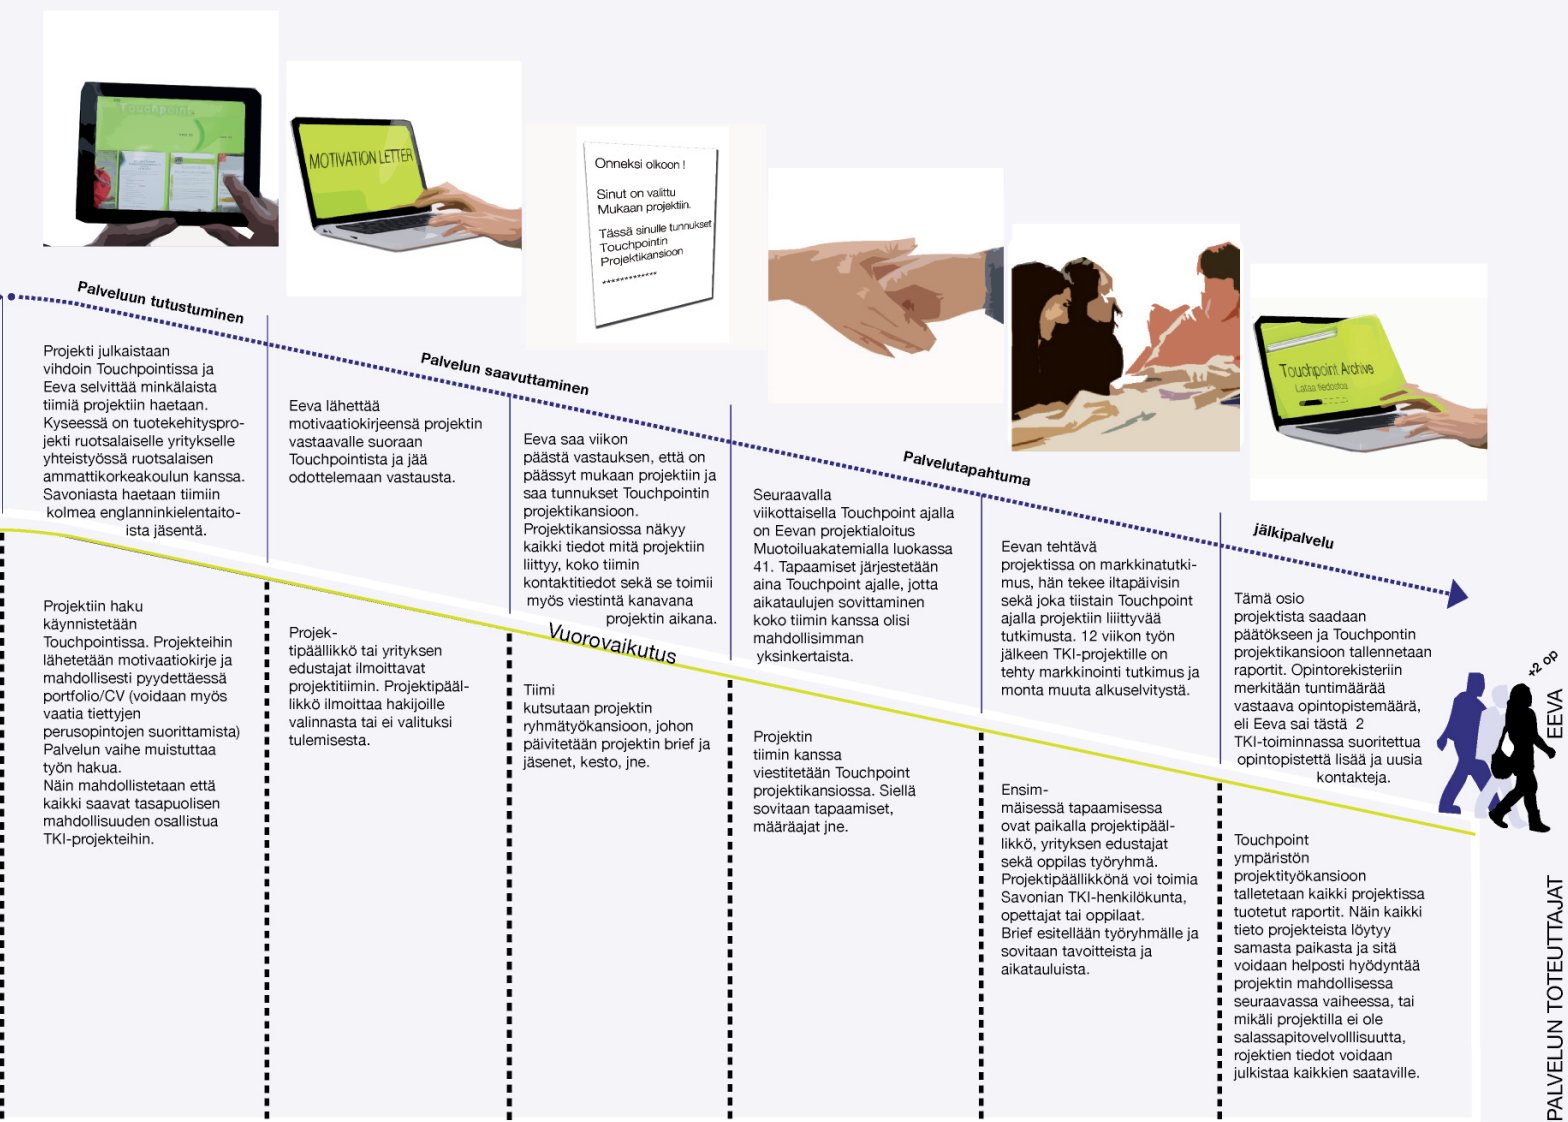 Touchpoint.
MOTIVATION LETTER
Onneksi olkoon !
Sinut on valittu
Mukaan projektiin.
Tässä sinulle tunnukset
Touchpointin
Projektikansioon
*************
Touchpoint Archive
Lataa tiedostoa
Palveluun tutustuminen
Palvelun saavuttaminen
Palvelutapahtuma
jälkipalvelu
Projekti julkaistaan
vihdoin Touchpointissa ja
Eeva selvittää minkälaista
tiimiä projektiin haetaan.
Kyseessä on tuotekehityspro-
jekti ruotsalaiselle yritykselle
yhteistyössä ruotsalaisen
ammattikorkeakoulun kanssa.
Savoniasta haetaan tiimiin
kolmea englanninkielentaito-
ista jäsentä.
Eeva lähettää
motivaatiokirjeensä projektin
vastaavalle suoraan
Touchpointista ja jää
odottelemaan vastausta.
Eeva saa viikon
päästä vastauksen, että on
päässyt mukaan projektiin ja
saa tunnukset Touchpointin
projektikansioon.
Projektikansiossa näkyy
kaikki tiedot mitä projektiin
liittyy, koko tiimin
kontaktitiedot sekä se toimii
myös viestintä kanavana
projektin aikana.
Seuraavalla
viikottaisella Touchpoint ajalla
on Eevan projektialoitus
Muotoiluakatemialla luokassa
41. Tapaamiset järjestetään
aina Touchpoint ajalle, jotta
aikataulujen sovittaminen
koko tiimin kanssa olisi
mahdollisimman
yksinkertaista.
Eevan tehtävä
projektissa on markkinatutki-
mus, hän tekee iltapäivisin
sekä joka tiistain Touchpoint
ajalla projektiin liiittyvää
tutkimusta. 12 viikon työn
jälkeen TKI-projektille on
tehty markkinointi tutkimus ja
monta muuta alkuselvitystä.
Tämä osio
projektista saadaan
päätökseen ja Touchpontin
projektikansioon tallennetaan
raportit. Opintorekisteriin
merkitään tuntimäärää
vastaava opintopistemäärä,
eli Eeva sai tästä 2
TKI-toiminnassa suoritettua
opintopistettä lisää ja uusia
kontakteja.
+2 op
EEVA
Vuorovaikutus
Projektiin haku
käynnistetään
Touchpointissa. Projekteihin
lähetetään motivaatiokirje ja
mahdollisesti pyydettäessä
portfolio/CV (voidaan myös
vaatia tiettyjen
perusopintojen suorittamista)
Palvelun vaihe muistuttaa
työn hakua.
Näin mahdollistetaan että
kaikki saavat tasapuolisen
mahdollisuuden osallistua
TKI-projekteihin.
Projek-
tipäällikkö tai yrityksen
edustajat ilmoittavat
projektitiimin. Projektipääl-
likkö ilmoittaa hakijoille
valinnasta tai ei valituksi
tulemisesta.
Tiimi
kutsutaan projektin
ryhmätyökansioon, johon
päivitetään projektin brief ja
jäsenet, kesto, jne.
Projektin
tiimin kanssa
viestitetään Touchpoint
projektikansiossa. Siellä
sovitaan tapaamiset,
määräajat jne.
Ensim-
mäisessä tapaamisessa
ovat paikalla projektipääl-
likkö, yrityksen edustajat
sekä oppilas työryhmä.
Projektipäällikkönä voi toimia
Savonian TKI-henkilökunta,
opettajat tai oppilaat.
Brief esitellään työryhmälle ja
sovitaan tavoitteista ja
aikatauluista.
Touchpoint
ympäristön
projektityökansioon
talletetaan kaikki projektissa
tuotetut raportit. Näin kaikki
tieto projekteista löytyy
samasta paikasta ja sitä
voidaan helposti hyödyntää
projektin mahdollisessa
seuraavassa vaiheessa, tai
mikäli projektilla ei ole
salassapitovelvolllisuutta,
rojektien tiedot voidaan
julkistaa kaikkien saataville.
PALVELUN TOTEUTTAJAT